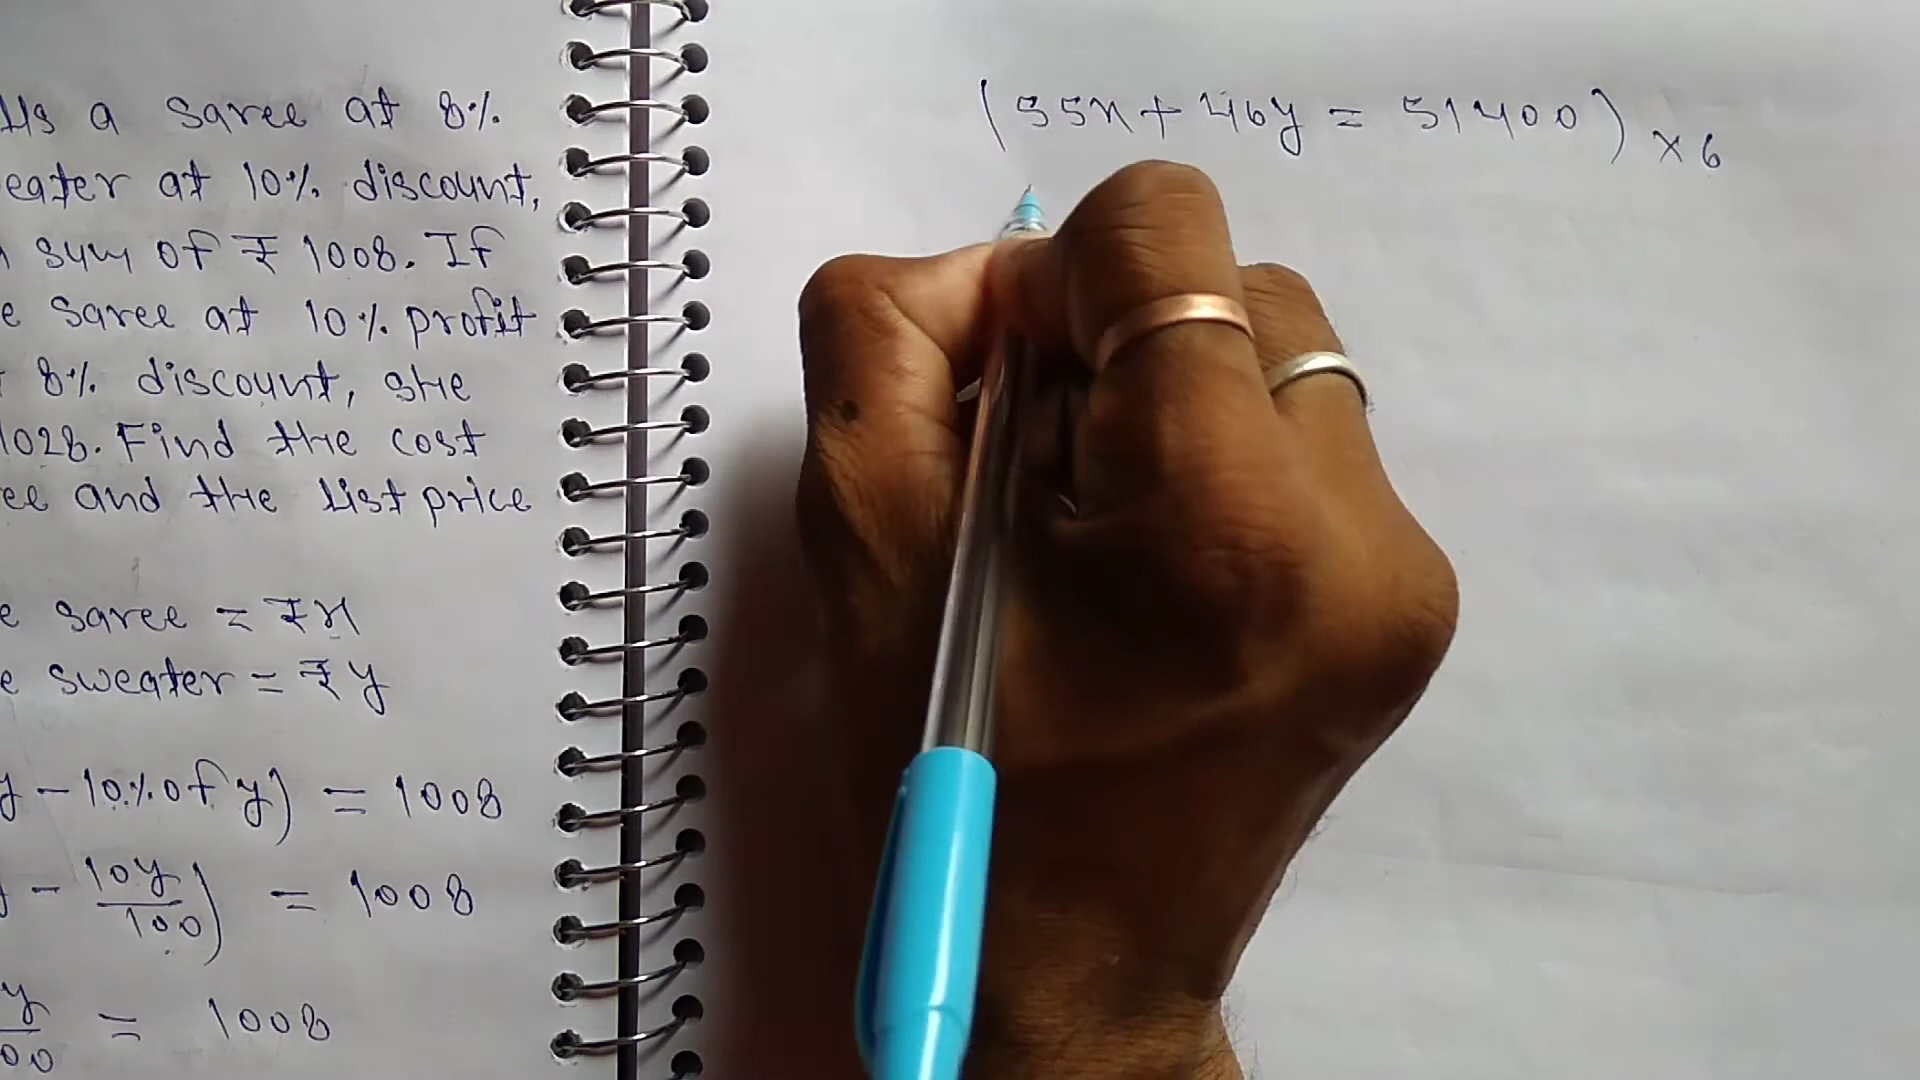 a saree at 8%
eater at 10% discount,
sum of ₹ 1008. If
e saree at 10% profit
8% discount, she
1028. Find the cost
ee and the list price
e saree = ₹x
e sweater = ₹y
y - 10% of y) = 1008
- 10y/100) = 1008
y/00 = 1008
(55x + 46y = 51400) × 6